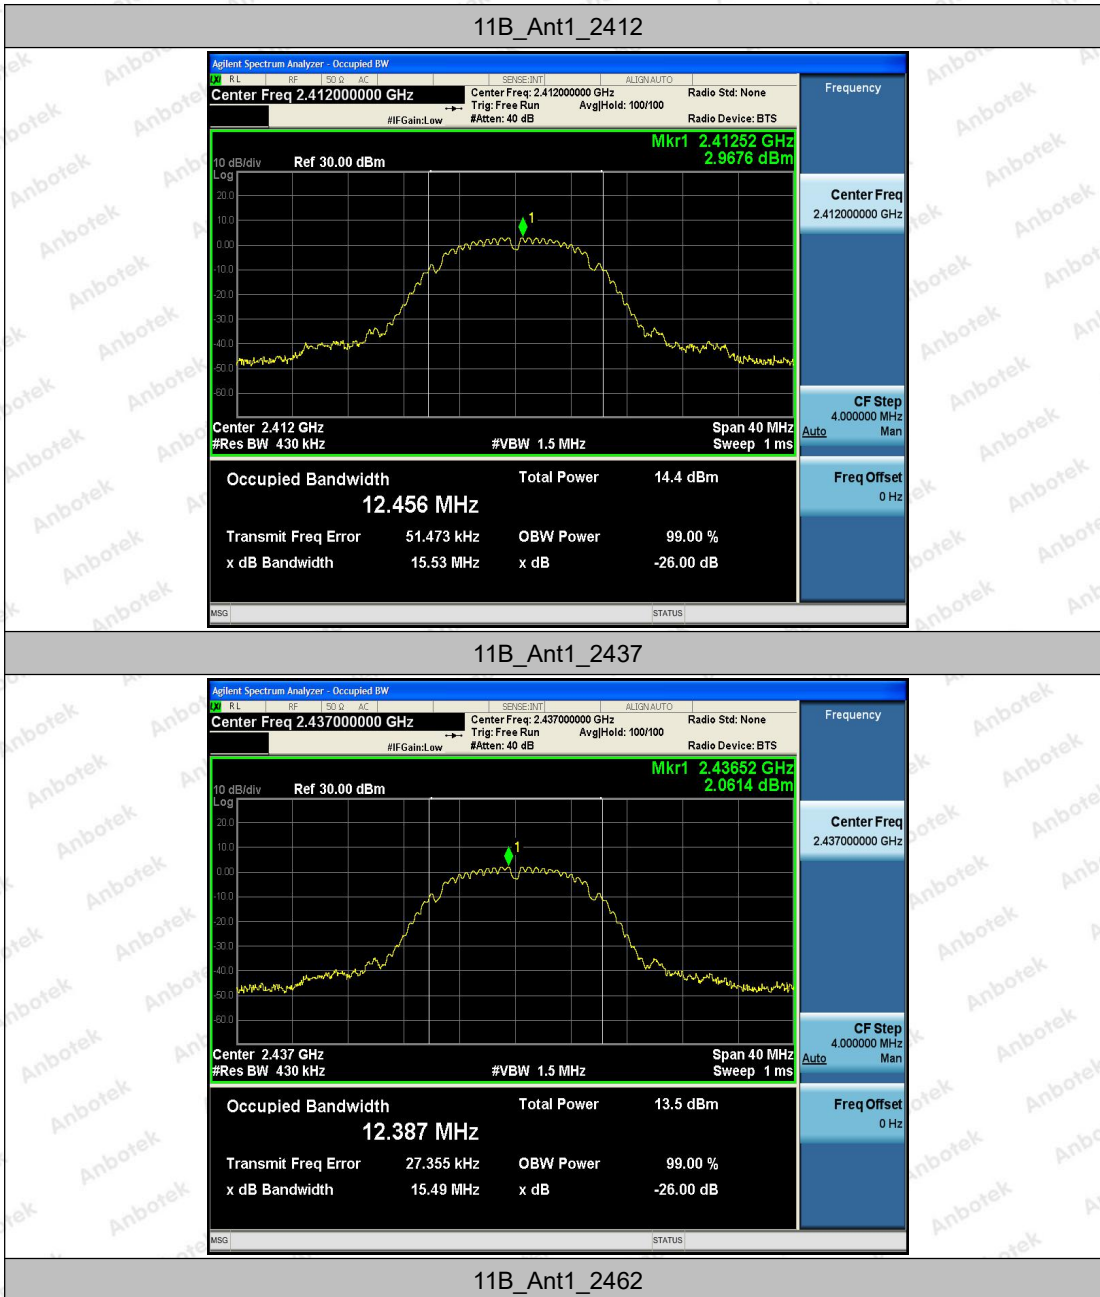 11B_Ant1_2412
Agilent Spectrum Analyzer - Occupied BW
LXI RL RF 50 Ω AC SENSE:INT ALIGNAUTO
Center Freq 2.412000000 GHz
Center Freq: 2.412000000 GHz Radio Std: None
Trig: Free Run Avg|Hold: 100/100
#IFGain:Low #Atten: 40 dB Radio Device: BTS
Frequency
Mkr1 2.41252 GHz
2.9676 dBm
10 dB/div Ref 30.00 dBm
Log
20.0
10.0
0.00
-10.0
-20.0
-30.0
-40.0
-50.0
-60.0
1
Center Freq
2.412000000 GHz
Center 2.412 GHz Span 40 MHz
#Res BW 430 kHz #VBW 1.5 MHz Sweep 1 ms
CF Step
4.000000 MHz
Auto Man
Occupied Bandwidth Total Power 14.4 dBm
12.456 MHz
Transmit Freq Error 51.473 kHz OBW Power 99.00 %
x dB Bandwidth 15.53 MHz x dB -26.00 dB
Freq Offset
0 Hz
MSG STATUS
11B_Ant1_2437
Agilent Spectrum Analyzer - Occupied BW
LXI RL RF 50 Ω AC SENSE:INT ALIGNAUTO
Center Freq 2.437000000 GHz
Center Freq: 2.437000000 GHz Radio Std: None
Trig: Free Run Avg|Hold: 100/100
#IFGain:Low #Atten: 40 dB Radio Device: BTS
Frequency
Mkr1 2.43652 GHz
2.0614 dBm
10 dB/div Ref 30.00 dBm
Log
20.0
10.0
0.00
-10.0
-20.0
-30.0
-40.0
-50.0
-60.0
1
Center Freq
2.437000000 GHz
Center 2.437 GHz Span 40 MHz
#Res BW 430 kHz #VBW 1.5 MHz Sweep 1 ms
CF Step
4.000000 MHz
Auto Man
Occupied Bandwidth Total Power 13.5 dBm
12.387 MHz
Transmit Freq Error 27.355 kHz OBW Power 99.00 %
x dB Bandwidth 15.49 MHz x dB -26.00 dB
Freq Offset
0 Hz
MSG STATUS
11B_Ant1_2462